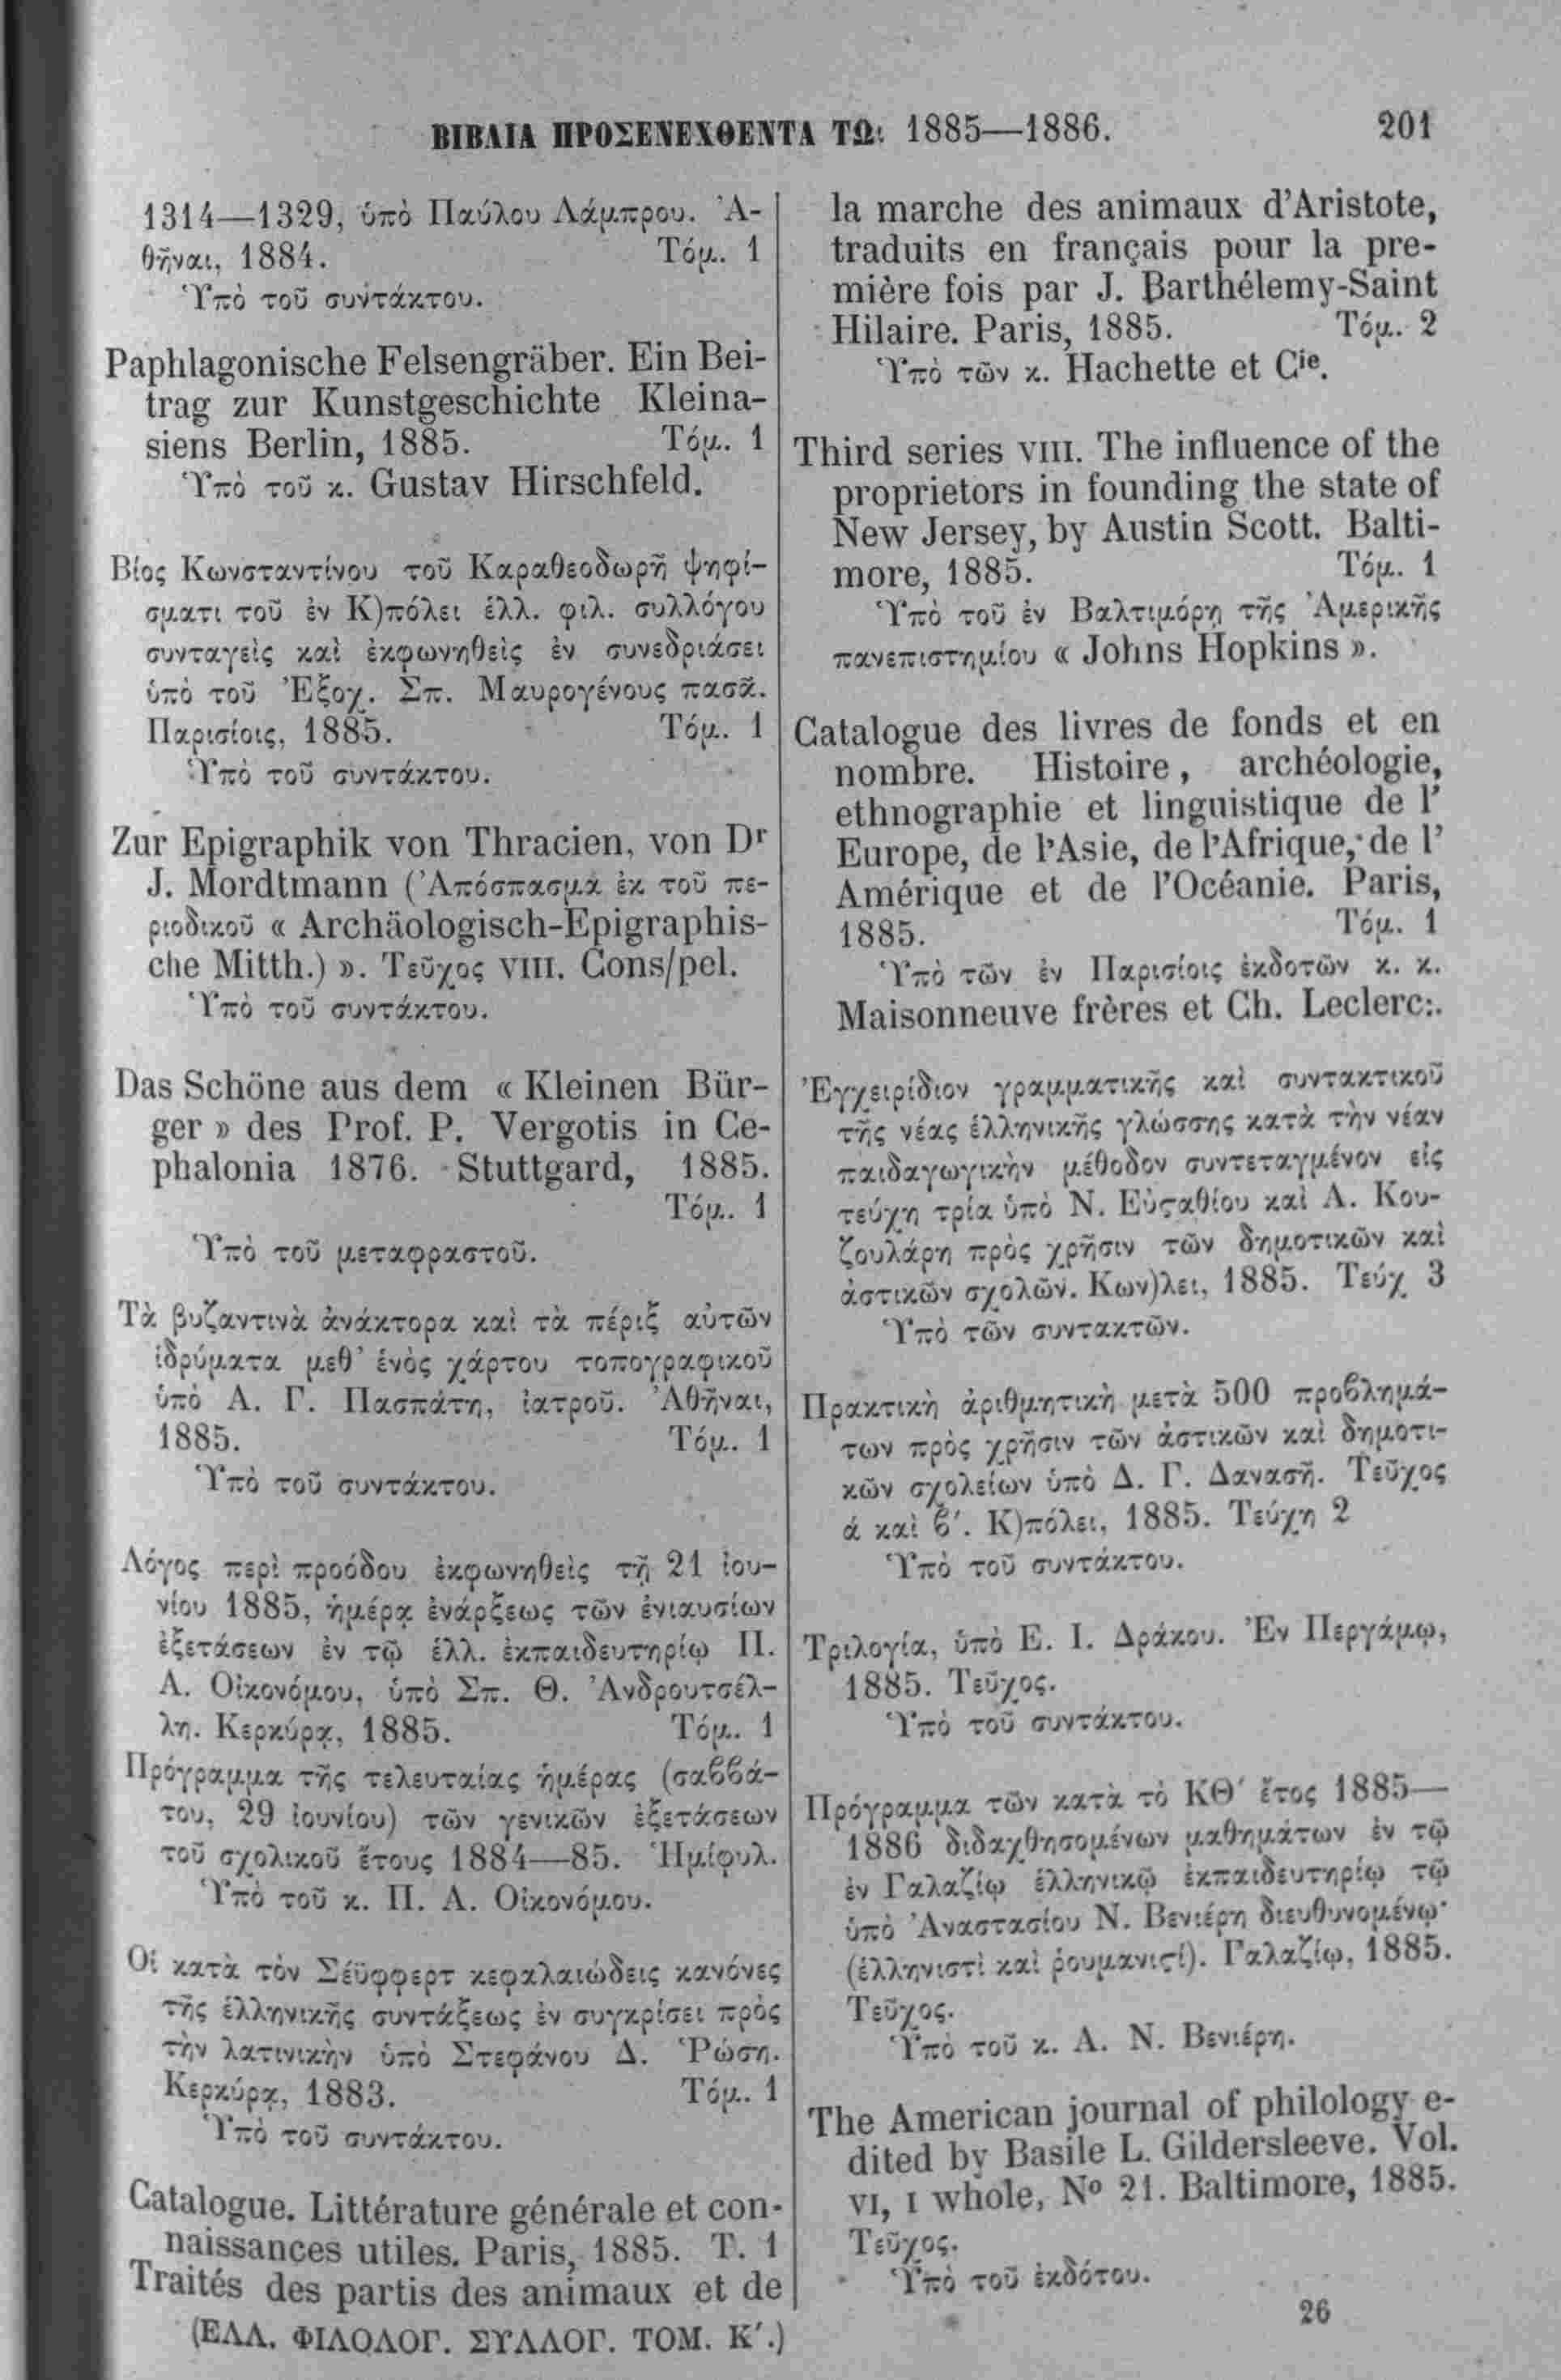 ΒΙΒΛΙΑ ΠΡΟΣΕΝΕΧΘΕΝΤΑ ΤΩι 1885—1886. 201
1314—1329, ὑπὸ Παύλου Λάμπρου. Ἀ-
θῆναι, 1884. Τόμ. 1
Ὑπὸ τοῦ συντάκτου.
Paphlagonische Felsengräber. Ein Bei-
trag zur Kunstgeschichte Kleina-
siens Berlin, 1885. Τόμ. 1
Ὑπὸ τοῦ κ. Gustav Hirschfeld.
Βίος Κωνσταντίνου τοῦ Καραθεοδωρῆ ψηφί-
σματι τοῦ ἐν Κ)πόλει ἑλλ. φιλ. συλλόγου
συνταγεὶς καὶ ἐκφωνηθεὶς ἐν συνεδριάσει
ὑπὸ τοῦ Ἐξοχ. Σπ. Μαυρογένους πασᾶ.
Παρισίοις, 1885. Τόμ. 1
Ὑπὸ τοῦ συντάκτου.
Zur Epigraphik von Thracien, von Dr
J. Mordtmann (Ἀπόσπασμα ἐκ τοῦ πε-
ριοδικοῦ « Archäologisch-Epigraphis-
che Mitth.) ». Τεῦχος VIII. Cons/pel.
Ὑπὸ τοῦ συντάκτου.
Das Schöne aus dem « Kleinen Bür-
ger » des Prof. P. Vergotis in Ce-
phalonia 1876. Stuttgard, 1885.
Τόμ. 1
Ὑπὸ τοῦ μεταφραστοῦ.
Τὰ βυζαντινὰ ἀνάκτορα καὶ τὰ πέριξ αὐτῶν
ἱδρύματα μεθ᾽ ἑνὸς χάρτου τοπογραφικοῦ
ὑπὸ Α. Γ. Πασπάτη, ἰατροῦ. Ἀθῆναι,
1885. Τόμ. 1
Ὑπὸ τοῦ συντάκτου.
Λόγος περὶ προόδου ἐκφωνηθεὶς τῇ 21 ἰου-
νίου 1885, ἡμέρᾳ ἐνάρξεως τῶν ἐνιαυσίων
ἐξετάσεων ἐν τῷ ἑλλ. ἐκπαιδευτηρίῳ Π.
Α. Οἰκονόμου, ὑπὸ Σπ. Θ. Ἀνδρουτσέλ-
λη. Κερκύρᾳ, 1885. Τόμ. 1
Πρόγραμμα τῆς τελευταίας ἡμέρας (σαββά-
του, 29 ἰουνίου) τῶν γενικῶν ἐξετάσεων
τοῦ σχολικοῦ ἔτους 1884—85. Ἡμίφυλ.
Ὑπὸ τοῦ κ. Π. Α. Οἰκονόμου.
Οἱ κατὰ τὸν Σέϋφφερτ κεφαλαιώδεις κανόνες
τῆς ἑλληνικῆς συντάξεως ἐν συγκρίσει πρὸς
τὴν λατινικὴν ὑπὸ Στεφάνου Δ. Ῥώση.
Κερκύρᾳ, 1883. Τόμ. 1
Ὑπὸ τοῦ συντάκτου.
Catalogue. Littérature générale et con-
naissances utiles. Paris, 1885. T. 1
Traités des partis des animaux et de
(ΕΛΛ. ΦΙΛΟΛΟΓ. ΣΥΛΛΟΓ. ΤΟΜ. Κʹ.)
la marche des animaux d'Aristote,
traduits en français pour la pre-
mière fois par J. Barthélemy-Saint
Hilaire. Paris, 1885. Τόμ. 2
Ὑπὸ τῶν κ. Hachette et Cie.
Third series VIII. The influence of the
proprietors in founding the state of
New Jersey, by Austin Scott. Balti-
more, 1885. Τόμ. 1
Ὑπὸ τοῦ ἐν Βαλτιμόρῃ τῆς Ἀμερικῆς
πανεπιστημίου « Johns Hopkins ».
Catalogue des livres de fonds et en
nombre. Histoire, archéologie,
ethnographie et linguistique de l'
Europe, de l'Asie, de l'Afrique, de l'
Amérique et de l'Océanie. Paris,
1885. Τόμ. 1
Ὑπὸ τῶν ἐν Παρισίοις ἐκδοτῶν κ. κ.
Maisonneuve frères et Ch. Leclerc:.
Ἐγχειρίδιον γραμματικῆς καὶ συντακτικοῦ
τῆς νέας ἑλληνικῆς γλώσσης κατὰ τὴν νέαν
παιδαγωγικὴν μέθοδον συντεταγμένον εἰς
τεύχη τρία ὑπὸ Ν. Εὐϛαθίου καὶ Α. Κου-
ζουλάρη πρὸς χρῆσιν τῶν δημοτικῶν καὶ
ἀστικῶν σχολῶν. Κων)λει, 1885. Τεύχ 3
Ὑπὸ τῶν συντακτῶν.
Πρακτικὴ ἀριθμητικὴ μετὰ 500 προβλημά-
των πρὸς χρῆσιν τῶν ἀστικῶν καὶ δημοτι-
κῶν σχολείων ὑπὸ Δ. Γ. Δανασῆ. Τεῦχος
ά καὶ βʹ. Κ)πόλει, 1885. Τεύχη 2
Ὑπὸ τοῦ συντάκτου.
Τριλογία, ὑπὸ Ε. Ι. Δράκου. Ἐν Περγάμῳ,
1885. Τεῦχος.
Ὑπὸ τοῦ συντάκτου.
Πρόγραμμα τῶν κατὰ τὸ ΚΘʹ ἔτος 1885—
1886 διδαχθησομένων μαθημάτων ἐν τῷ
ἐν Γαλαζίῳ ἑλληνικῷ ἐκπαιδευτηρίῳ τῷ
ὑπὸ Ἀναστασίου Ν. Βενιέρη διευθυνομένῳ·
(ἑλληνιστὶ καὶ ῥουμανιϛί). Γαλαζίῳ, 1885.
Τεῦχος.
Ὑπὸ τοῦ κ. Α. Ν. Βενιέρη.
The American journal of philology e-
dited by Basile L. Gildersleeve. Vol.
VI, I whole, No 21. Baltimore, 1885.
Τεῦχος.
Ὑπὸ τοῦ ἐκδότου.
26